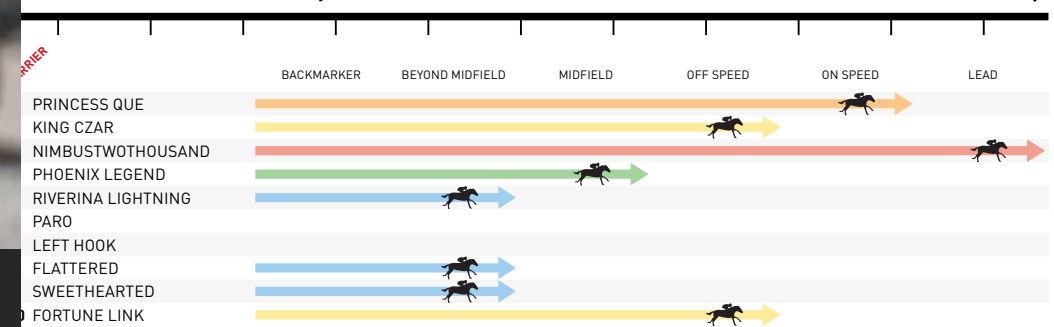 BACKMARKER BEYOND MIDFIELD MIDFIELD OFF SPEED ON SPEED LEAD
PRINCESS QUE
KING CZAR
NIMBUSTWOTHOUSAND
PHOENIX LEGEND
RIVERINA LIGHTNING
PARO
LEFT HOOK
FLATTERED
SWEETHEARTED
FORTUNE LINK